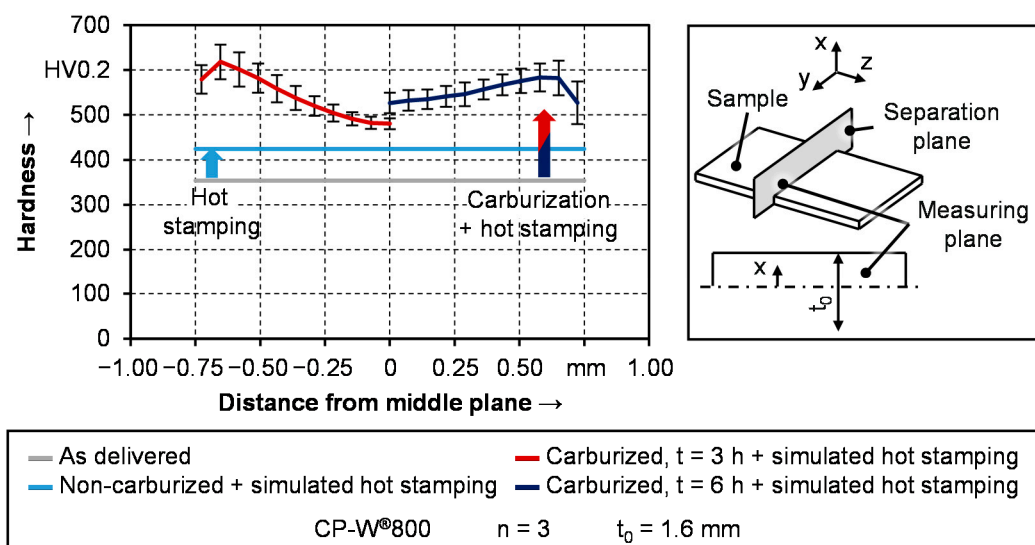 700
HV0.2
500
400
300
200
100
0
Hardness →
Hot
stamping
Carburization
+ hot stamping
−1.00 −0.75 −0.50 −0.25 0 0.25 0.50 mm 1.00
Distance from middle plane →
x
y
z
Sample
Separation
plane
Measuring
plane
x
t₀
As delivered
Non-carburized + simulated hot stamping
Carburized, t = 3 h + simulated hot stamping
Carburized, t = 6 h + simulated hot stamping
CP-W®800 n = 3 t₀ = 1.6 mm